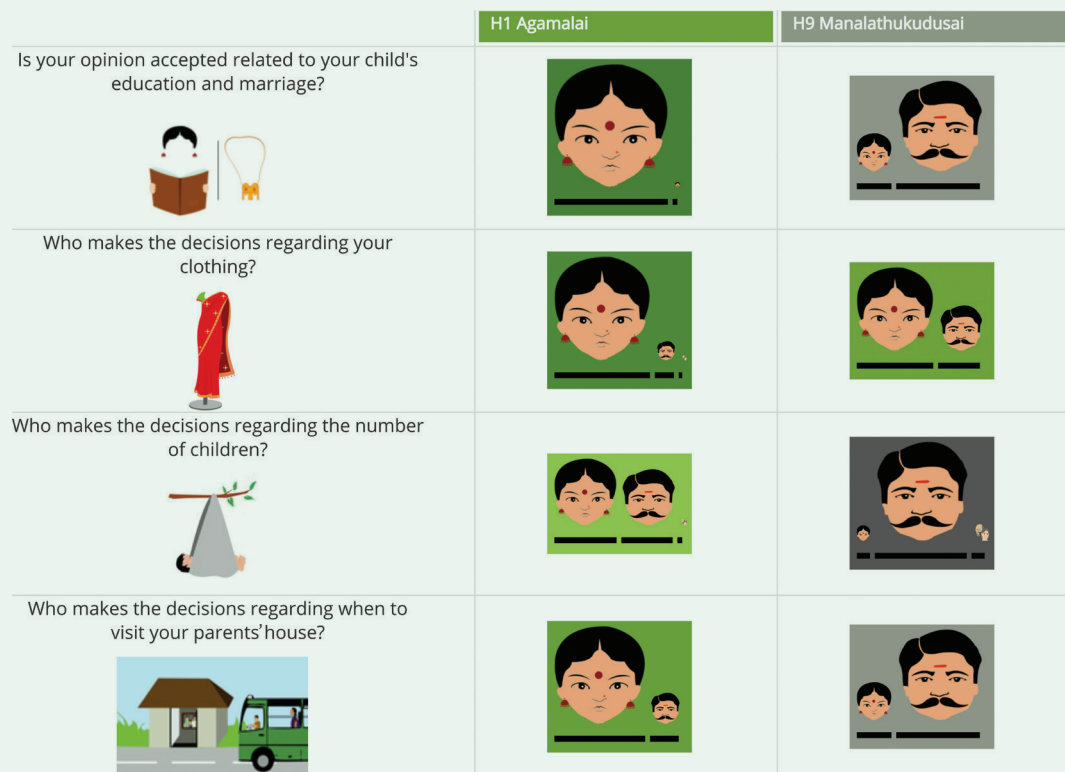 H1 Agamalai
H9 Manalathukudusai
Is your opinion accepted related to your child's
education and marriage?
Who makes the decisions regarding your
clothing?
Who makes the decisions regarding the number
of children?
Who makes the decisions regarding when to
visit your parents' house?